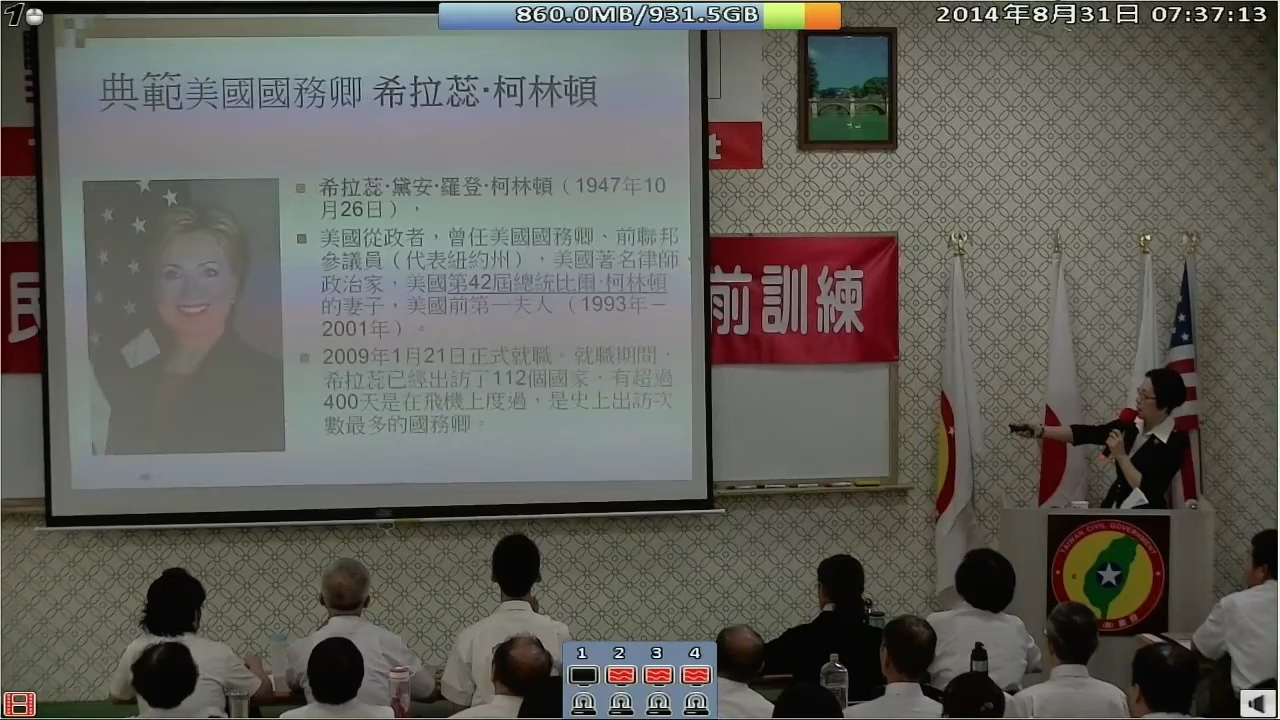 860.0MB/931.5GB
2014年8月31日 07:37:13
典範美國國務卿 希拉蕊·柯林頓
希拉蕊·黛安·羅登·柯林頓（1947年10
月26日），
美國從政者，曾任美國國務卿、前聯邦
參議員（代表紐約州），美國著名律師、
政治家，美國第42屆總統比爾·柯林頓
的妻子，美國前第一夫人 （1993年－
2001年）。
2009年1月21日正式就職。就職期間，
希拉蕊已經出訪了112個國家，有超過
400天是在飛機上度過，是史上出訪次
數最多的國務卿。
t
民
前訓練
TAIWAN CIVIL GOVERNMENT
1 2 3 4